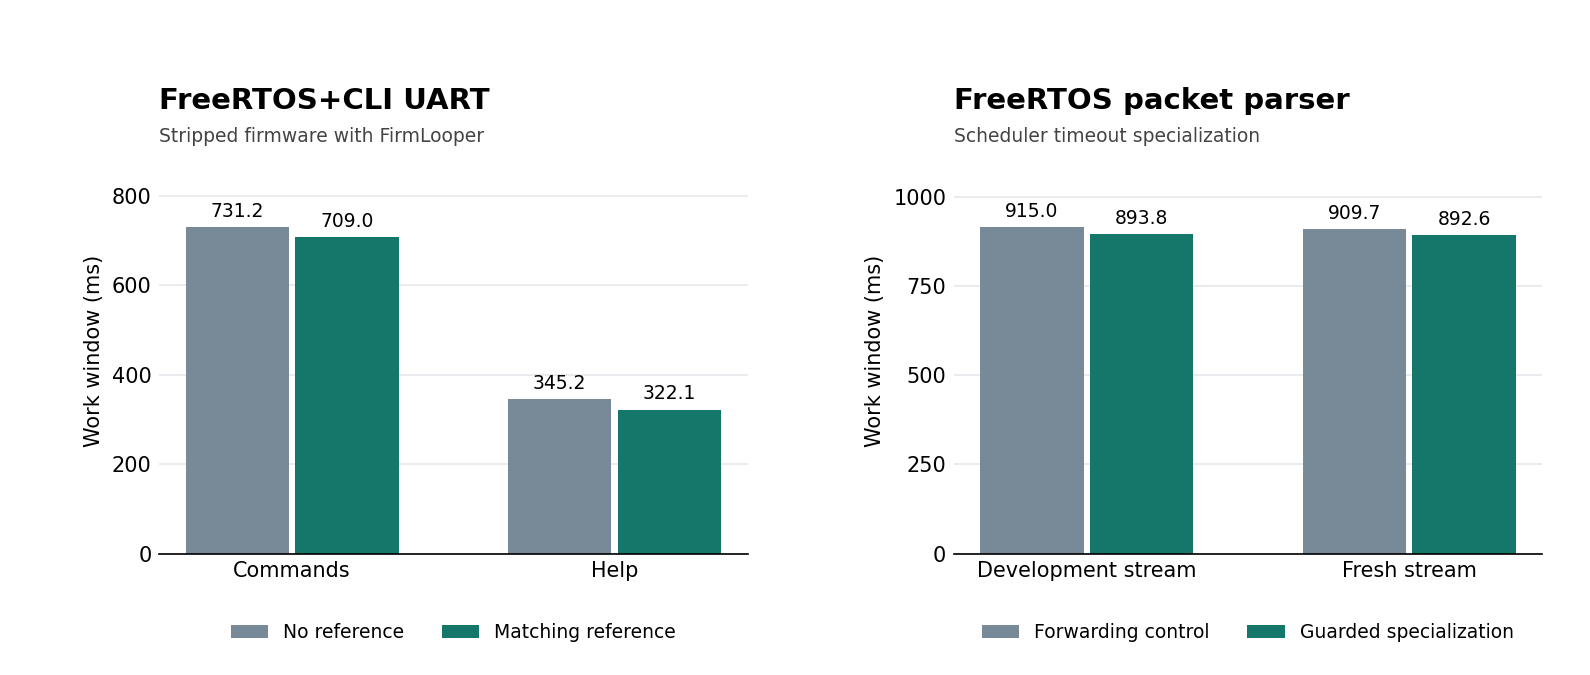 FreeRTOS+CLI UART
Stripped firmware with FirmLooper
Work window (ms)
800
600
400
200
0
731.2
709.0
345.2
322.1
Commands
Help
No reference
Matching reference
FreeRTOS packet parser
Scheduler timeout specialization
Work window (ms)
1000
750
500
250
0
915.0
893.8
909.7
892.6
Development stream
Fresh stream
Forwarding control
Guarded specialization